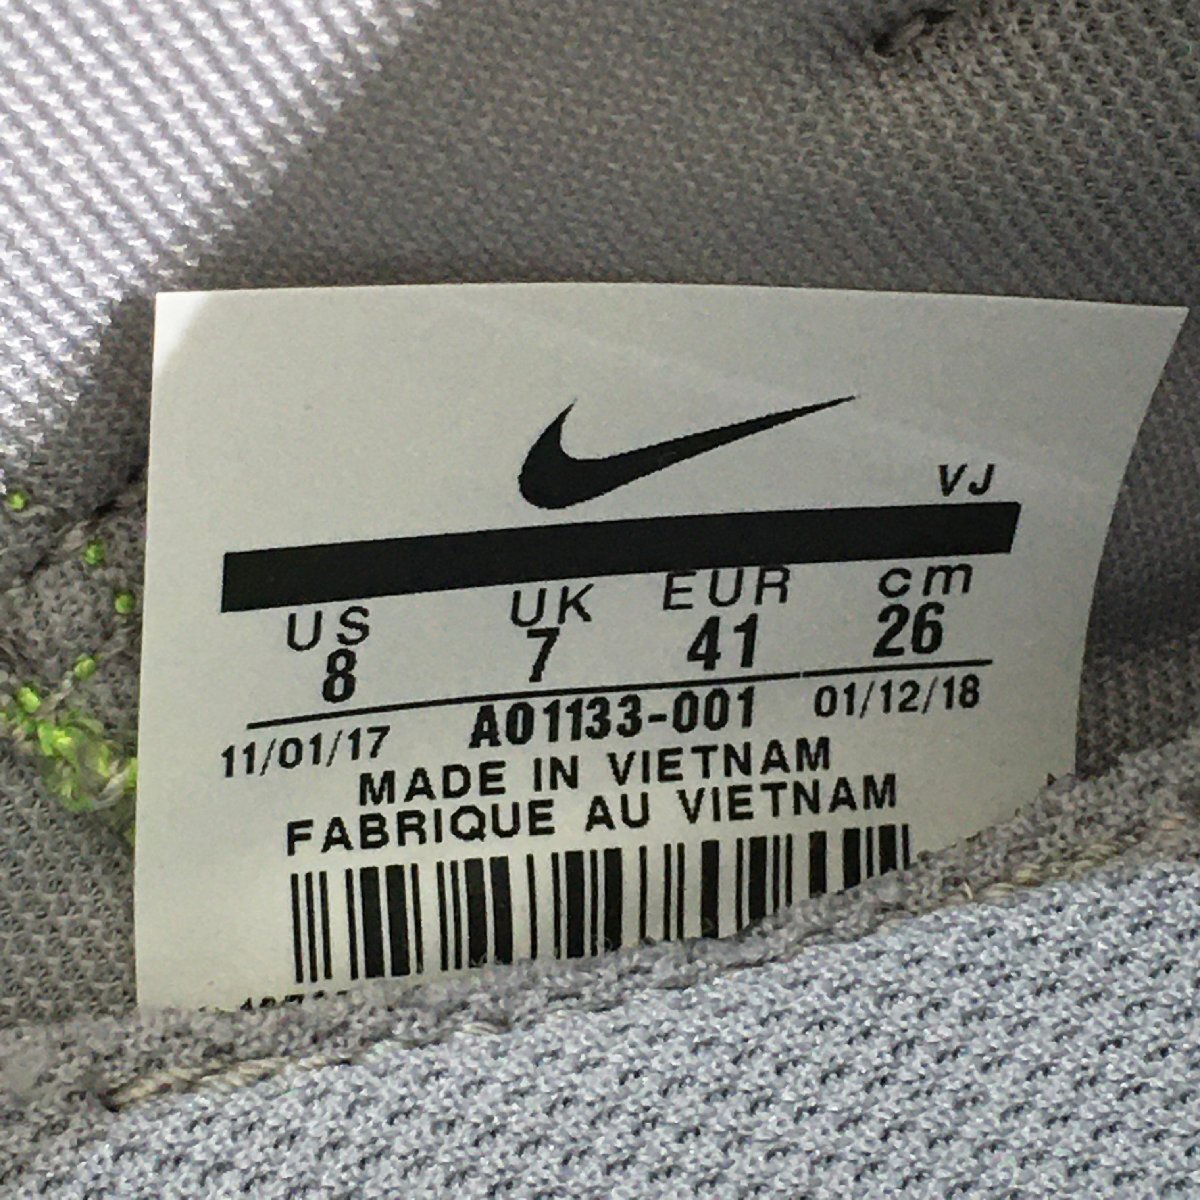 VJ
US UK EUR cm
8 7 41 26
11/01/17 AO1133-001 01/12/18
MADE IN VIETNAM
FABRIQUE AU VIETNAM